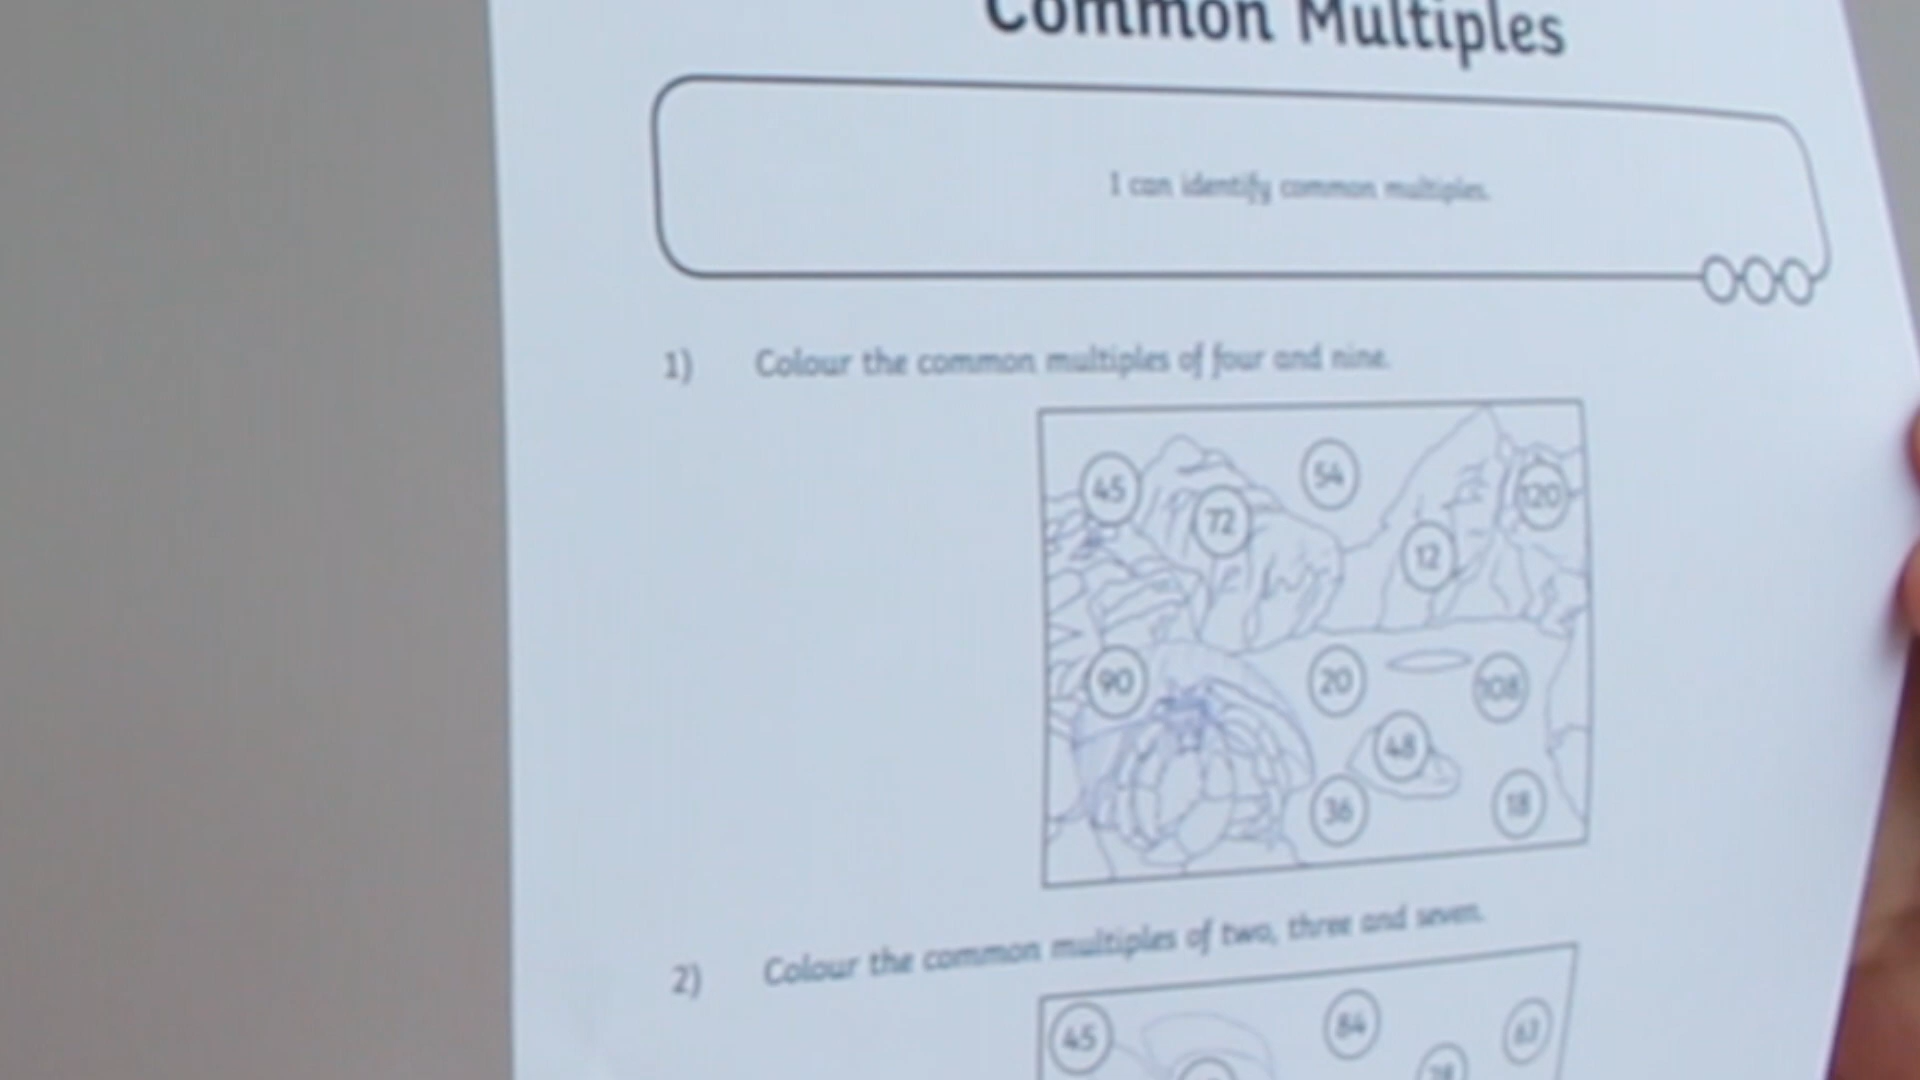 Common Multiples
I can identify common multiples.
1) Colour the common multiples of four and nine.
45 72 54 12 120
90 20 108
48
36 18
2) Colour the common multiples of two, three and seven.
45 84 63